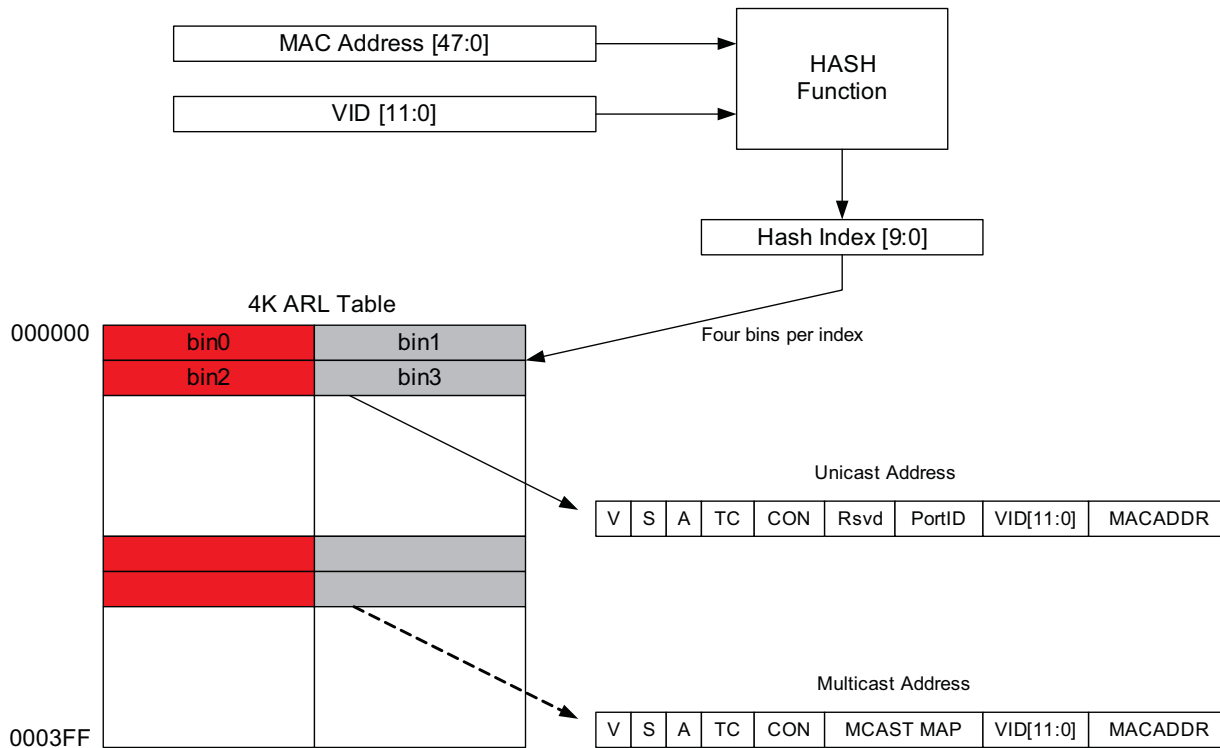 MAC Address [47:0]
VID [11:0]
HASH
Function
Hash Index [9:0]
4K ARL Table
000000
bin0 bin1
bin2 bin3
Four bins per index
Unicast Address
V S A TC CON Rsvd PortID VID[11:0] MACADDR
Multicast Address
V S A TC CON MCAST MAP VID[11:0] MACADDR
0003FF